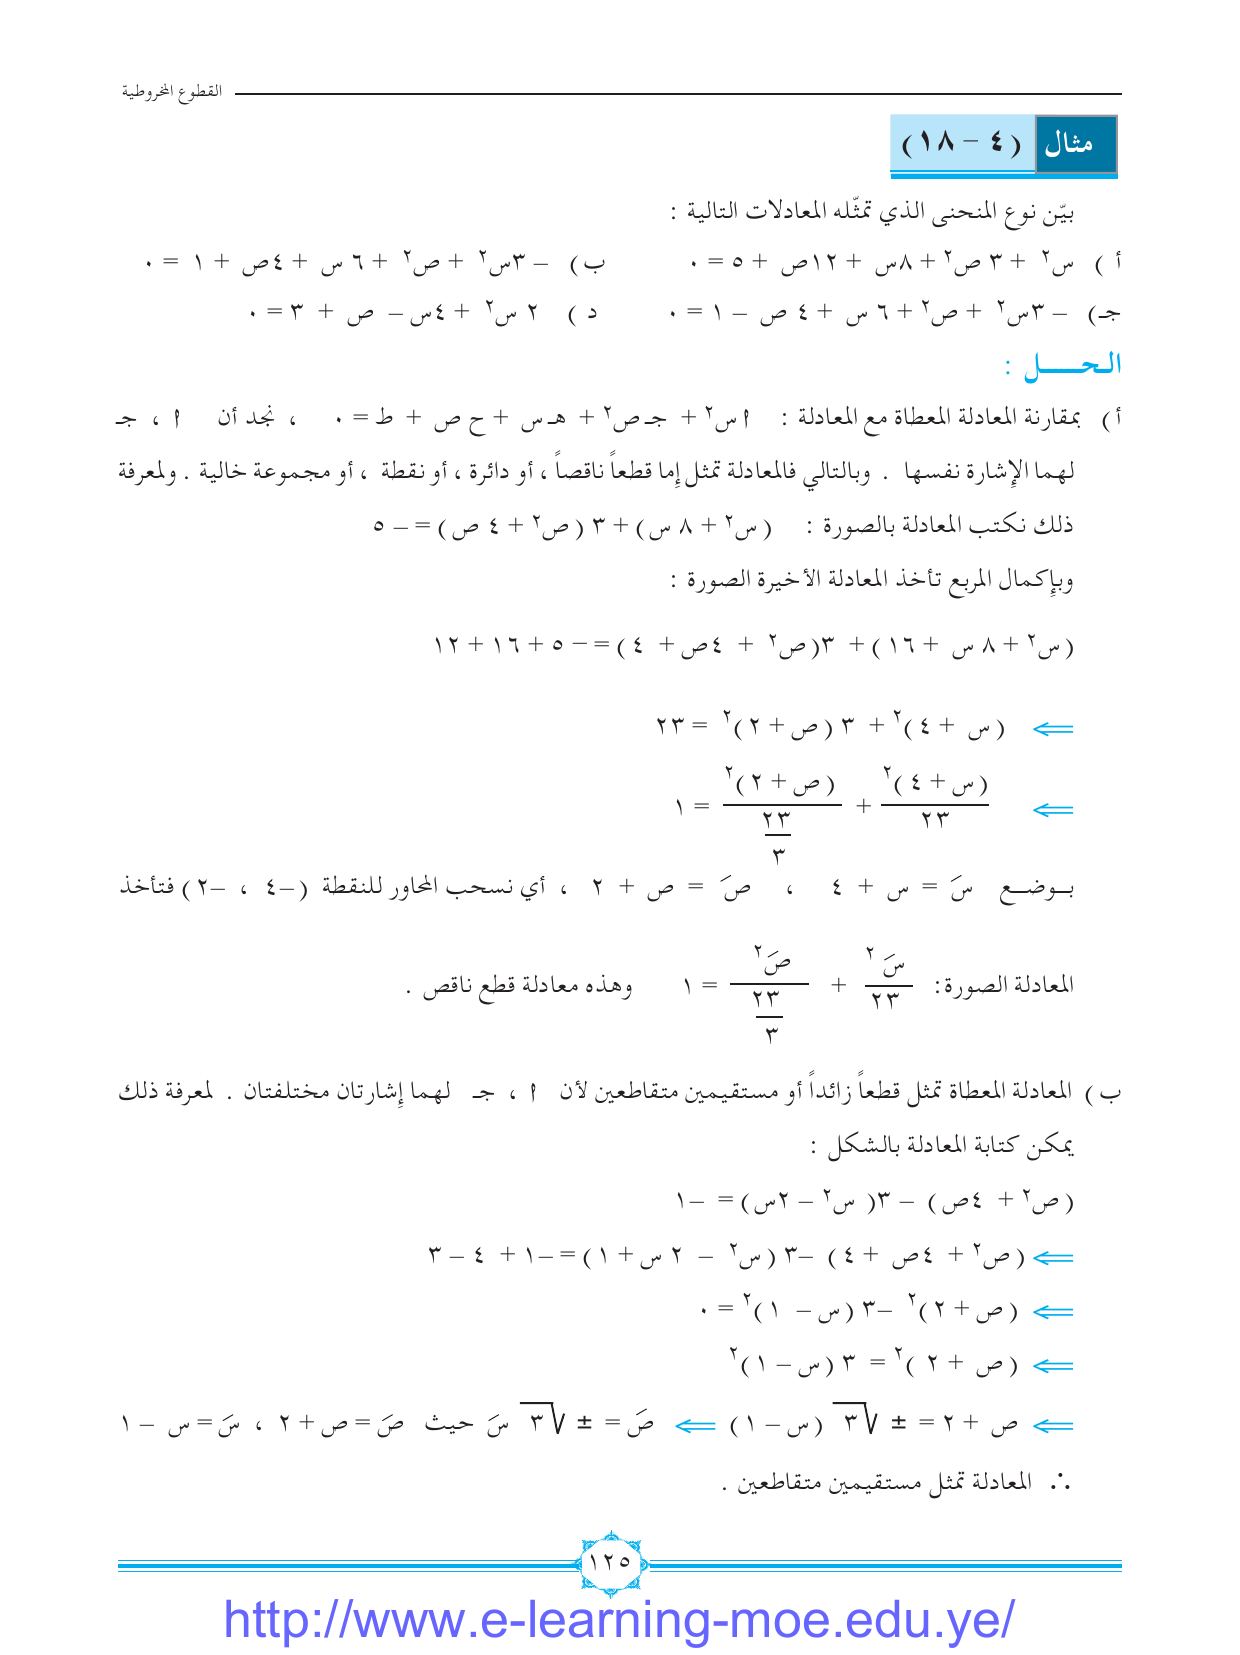 القطوع المخروطية
مثال ( ٤ – ١٨ )
بيّن نوع المنحنى الذي تمثّله المعادلات التالية :
أ ) س٢ + ٣ ص٢ + ٨س + ١٢ص + ٥ = ٠ ب ) – ٣س٢ + ص٢ + ٦ س + ٤ص + ١ = ٠
جـ) – ٣س٢ + ص٢ + ٦ س + ٤ ص – ١ = ٠ د ) ٢ س٢ + ٤س – ص + ٣ = ٠
الـحــــل :
أ ) بمقارنة المعادلة المعطاة مع المعادلة : ا س٢ + جـ ص٢ + هـ س + ح ص + ط = ٠ ، نجد أن ا ، جـ
لهما الإشارة نفسها . وبالتالي فالمعادلة تمثل إما قطعاً ناقصاً ، أو دائرة ، أو نقطة ، أو مجموعة خالية . ولمعرفة
ذلك نكتب المعادلة بالصورة : ( س٢ + ٨ س ) + ٣ ( ص٢ + ٤ ص ) = – ٥
وبإكمال المربع تأخذ المعادلة الأخيرة الصورة :
( س٢ + ٨ س + ١٦ ) + ٣( ص٢ + ٤ص + ٤ ) = – ٥ + ١٦ + ١٢
⇐ ( س + ٤ )٢ + ٣ ( ص + ٢ )٢ = ٢٣
⇐ ( س + ٤ )٢ / ٢٣ + ( ص + ٢ )٢ / (٢٣ / ٣) = ١
بــوضــع سَ = س + ٤ ، صَ = ص + ٢ ، أي نسحب المحاور للنقطة ( –٤ ، –٢ ) فتأخذ
المعادلة الصورة : سَ٢ / ٢٣ + صَ٢ / (٢٣ / ٣) = ١ وهذه معادلة قطع ناقص .
ب ) المعادلة المعطاة تمثل قطعاً زائداً أو مستقيمين متقاطعين لأن ا ، جـ لهما إشارتان مختلفتان . لمعرفة ذلك
يمكن كتابة المعادلة بالشكل :
( ص٢ + ٤ص ) – ٣( س٢ – ٢س ) = –١
⇐ ( ص٢ + ٤ص + ٤ ) –٣ ( س٢ – ٢ س + ١ ) = –١ + ٤ – ٣
⇐ ( ص + ٢ )٢ –٣ ( س – ١ )٢ = ٠
⇐ ( ص + ٢ )٢ = ٣ ( س – ١ )٢
⇐ ص + ٢ = ± √٣ ( س – ١ ) ⇐ صَ = ± √٣ سَ حيث صَ = ص + ٢ ، سَ = س – ١
∴ المعادلة تمثل مستقيمين متقاطعين .
١٢٥
http://www.e-learning-moe.edu.ye/